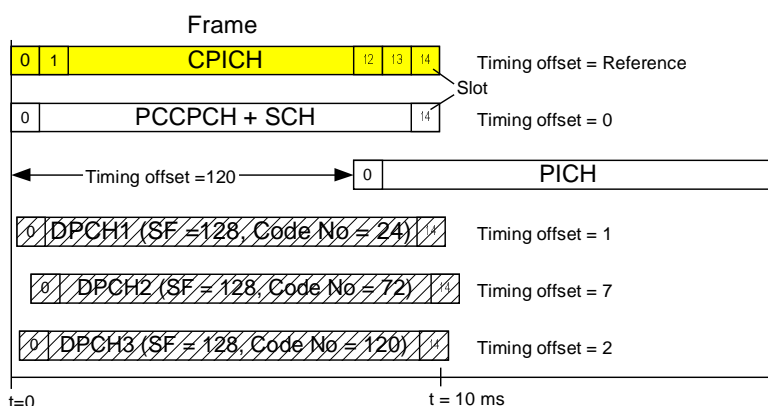 Frame
0 1 CPICH 12 13 14 Timing offset = Reference
Slot
0 PCCPCH + SCH 14 Timing offset = 0
Timing offset =120 0 PICH
0 DPCH1 (SF =128, Code No = 24) 14 Timing offset = 1
0 DPCH2 (SF = 128, Code No = 72) 14 Timing offset = 7
0 DPCH3 (SF = 128, Code No = 120) 14 Timing offset = 2
t=0 t = 10 ms